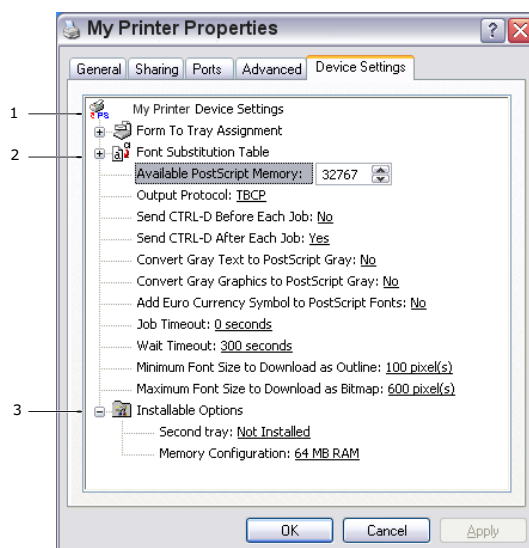 My Printer Properties
General Sharing Ports Advanced Device Settings
1
My Printer Device Settings
Form To Tray Assignment
2
Font Substitution Table
Available PostScript Memory: 32767
Output Protocol: TBCP
Send CTRL-D Before Each Job: No
Send CTRL-D After Each Job: Yes
Convert Gray Text to PostScript Gray: No
Convert Gray Graphics to PostScript Gray: No
Add Euro Currency Symbol to PostScript Fonts: No
Job Timeout: 0 seconds
Wait Timeout: 300 seconds
Minimum Font Size to Download as Outline: 100 pixel(s)
Maximum Font Size to Download as Bitmap: 600 pixel(s)
3
Installable Options
Second tray: Not Installed
Memory Configuration: 64 MB RAM
OK Cancel Apply